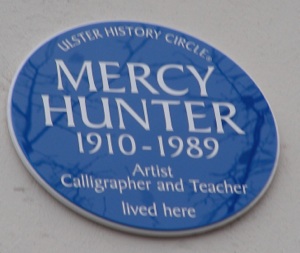 ULSTER HISTORY CIRCLE
MERCY
HUNTER
1910-1989
Artist
Calligrapher and Teacher
lived here